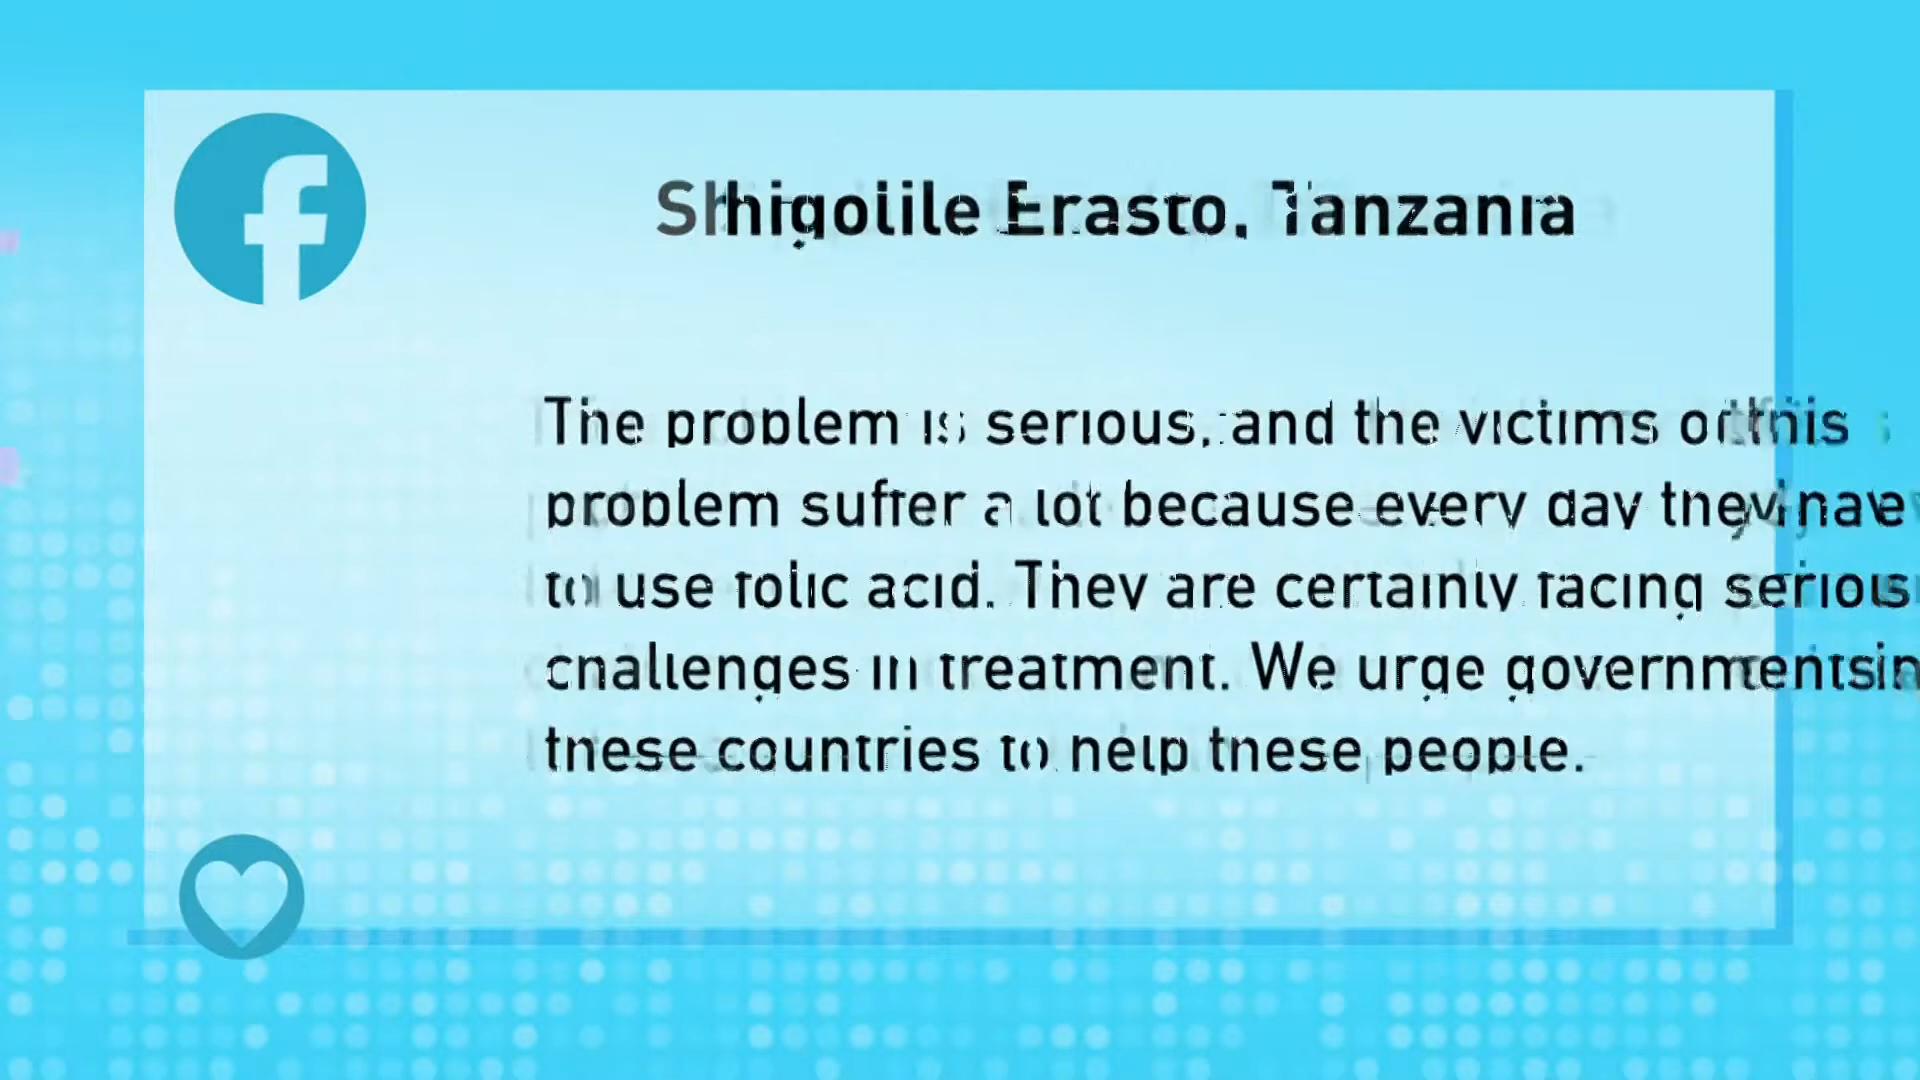 Erasto, Tanzania
The problem is serious, and the victims of this
problem suffer a lot because every day they have
to use folic acid. They are certainly facing serious
challenges in treatment. We urge governments in
these countries to help these people.